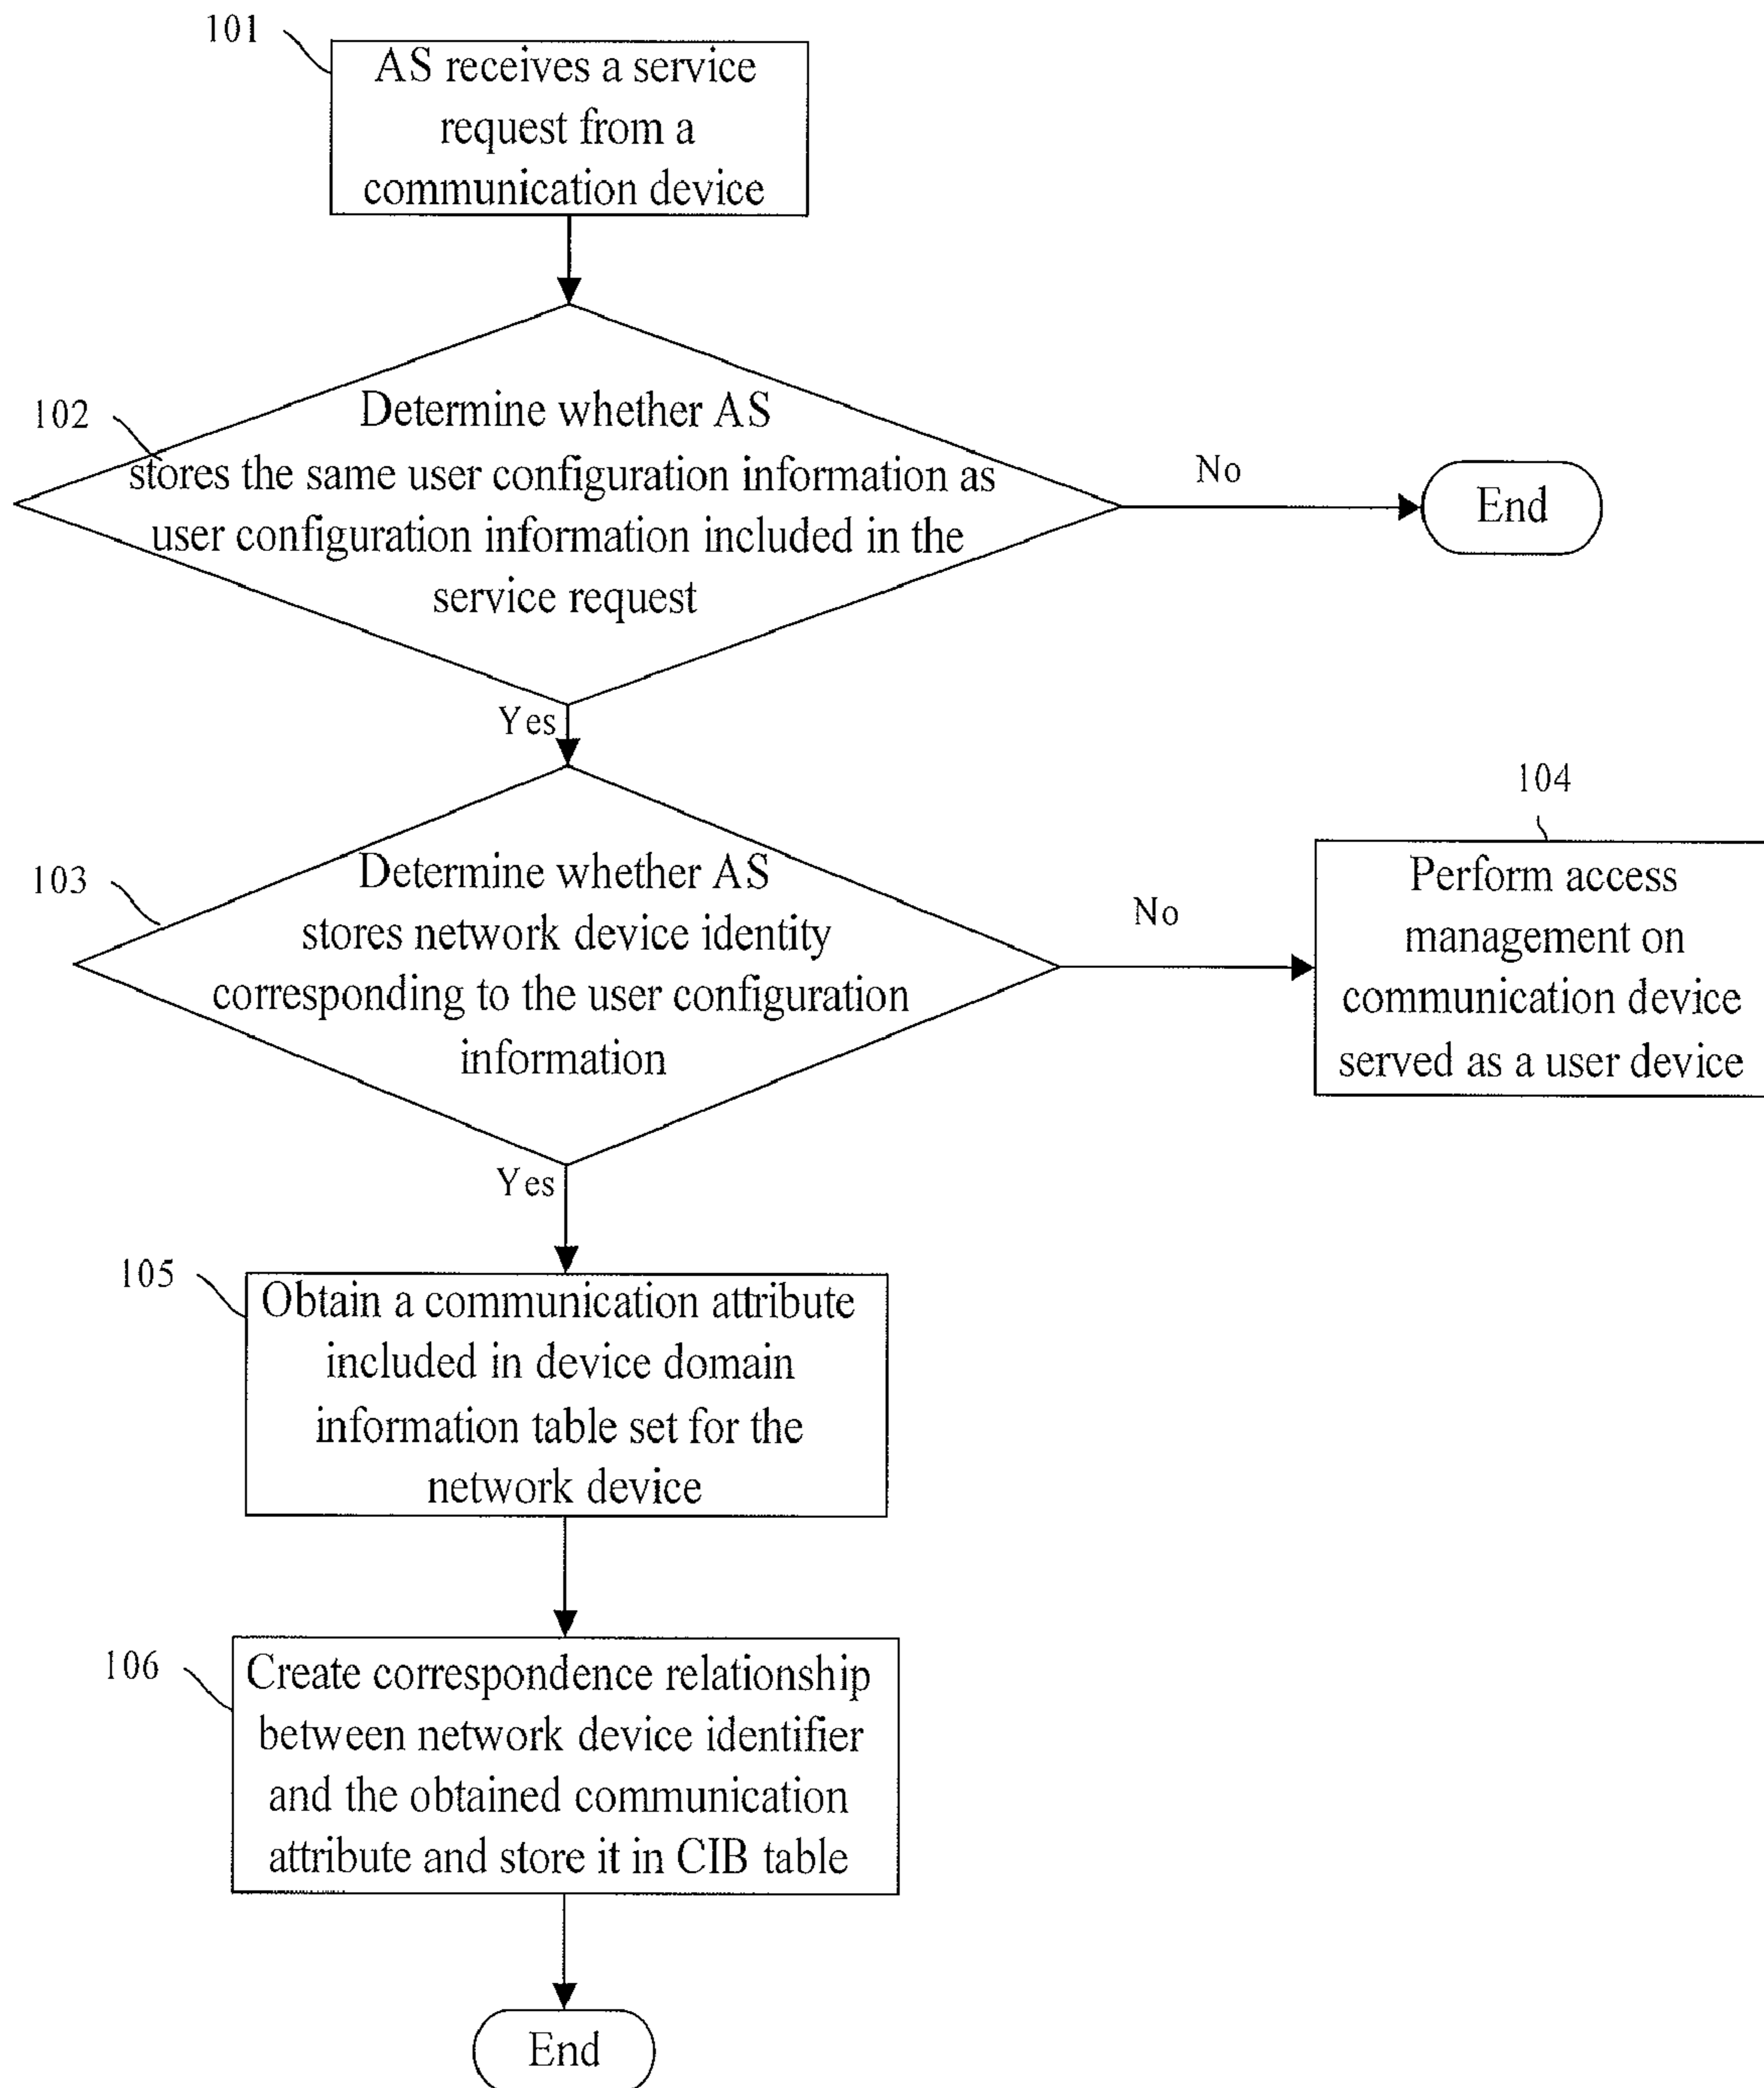 101
AS receives a service
request from a
communication device
102
Determine whether AS
stores the same user configuration information as
user configuration information included in the
service request
No
End
Yes
103
Determine whether AS
stores network device identity
corresponding to the user configuration
information
No
104
Perform access
management on
communication device
served as a user device
Yes
105
Obtain a communication attribute
included in device domain
information table set for the
network device
106
Create correspondence relationship
between network device identifier
and the obtained communication
attribute and store it in CIB table
End